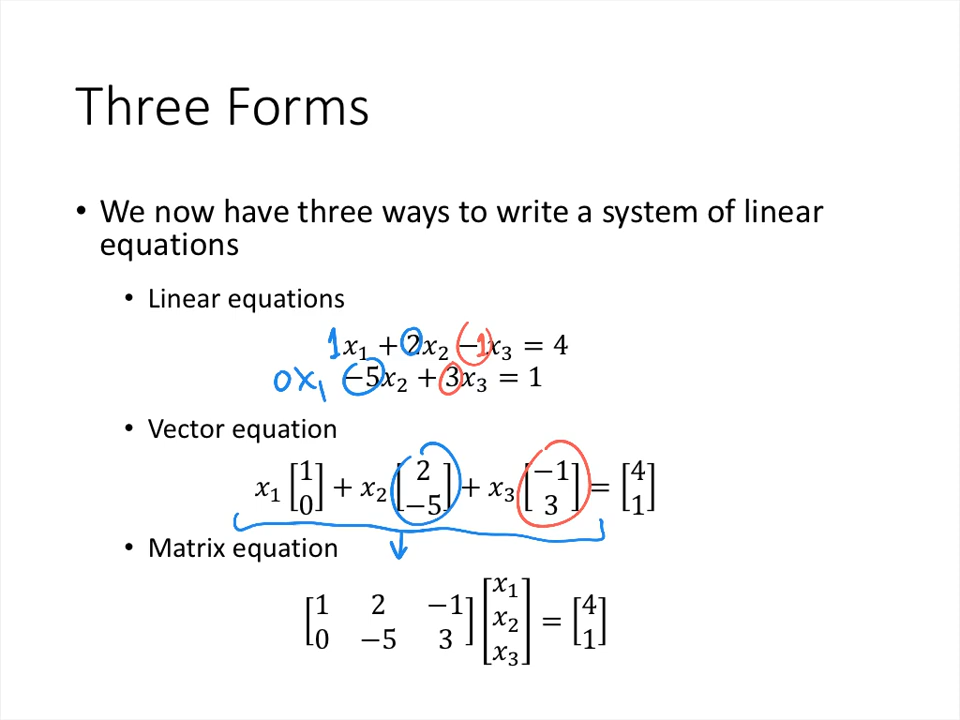 Three Forms
• We now have three ways to write a system of linear
equations
• Linear equations
1x₁ + 2x₂ − 1x₃ = 4
0x₁ −5x₂ + 3x₃ = 1
• Vector equation
x₁ [1 0] + x₂ [2 −5] + x₃ [−1 3] = [4 1]
• Matrix equation
[1 2 −1 0 −5 3] [x₁ x₂ x₃] = [4 1]